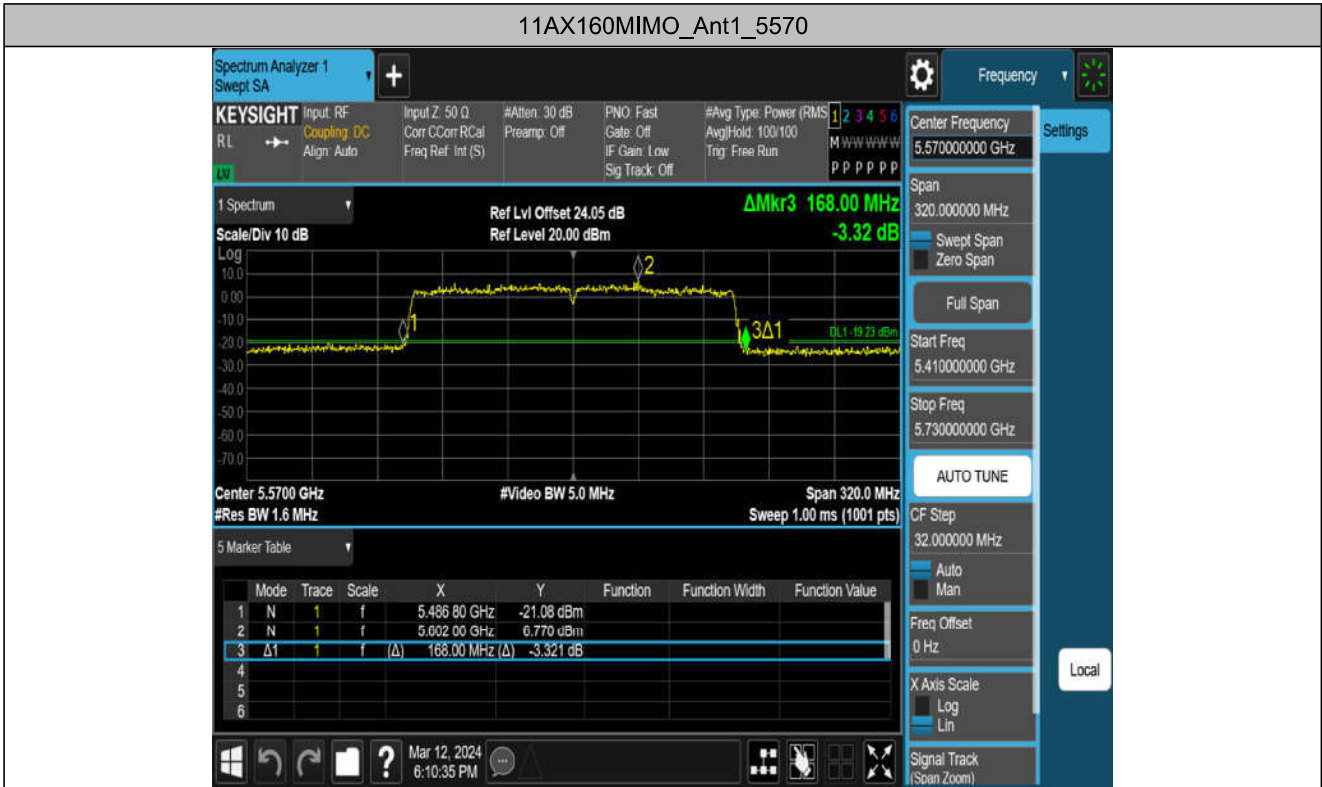 11AX160MIMO_Ant1_5570
Spectrum Analyzer 1
Swept SA
+
Frequency
KEYSIGHT
RL
Input: RF
Coupling: DC
Align: Auto
Input Z: 50 Ω
Corr CCorr RCal
Freq Ref: Int (S)
#Atten: 30 dB
Preamp: Off
PNO: Fast
Gate: Off
IF Gain: Low
Sig Track: Off
#Avg Type: Power (RMS
Avg|Hold: 100/100
Trig: Free Run
1 2 3 4 5 6
M W W W W W
P P P P P P
1 Spectrum
Scale/Div 10 dB
Ref Lvl Offset 24.05 dB
Ref Level 20.00 dBm
ΔMkr3 168.00 MHz
-3.32 dB
Log
10.0
0.00
-10.0
-20.0
-30.0
-40.0
-50.0
-60.0
-70.0
2
1
3Δ1
DL1 -19.23 dBm
Center 5.5700 GHz
#Video BW 5.0 MHz
Span 320.0 MHz
#Res BW 1.6 MHz
Sweep 1.00 ms (1001 pts)
5 Marker Table
Mode Trace Scale X Y Function Function Width Function Value
1 N 1 f 5.486 80 GHz -21.08 dBm
2 N 1 f 5.602 00 GHz 6.770 dBm
3 Δ1 1 f (Δ) 168.00 MHz (Δ) -3.321 dB
4
5
6
Mar 12, 2024
6:10:35 PM
?
Center Frequency
5.570000000 GHz
Settings
Span
320.000000 MHz
Swept Span
Zero Span
Full Span
Start Freq
5.410000000 GHz
Stop Freq
5.730000000 GHz
AUTO TUNE
CF Step
32.000000 MHz
Auto
Man
Freq Offset
0 Hz
Local
X Axis Scale
Log
Lin
Signal Track
(Span Zoom)